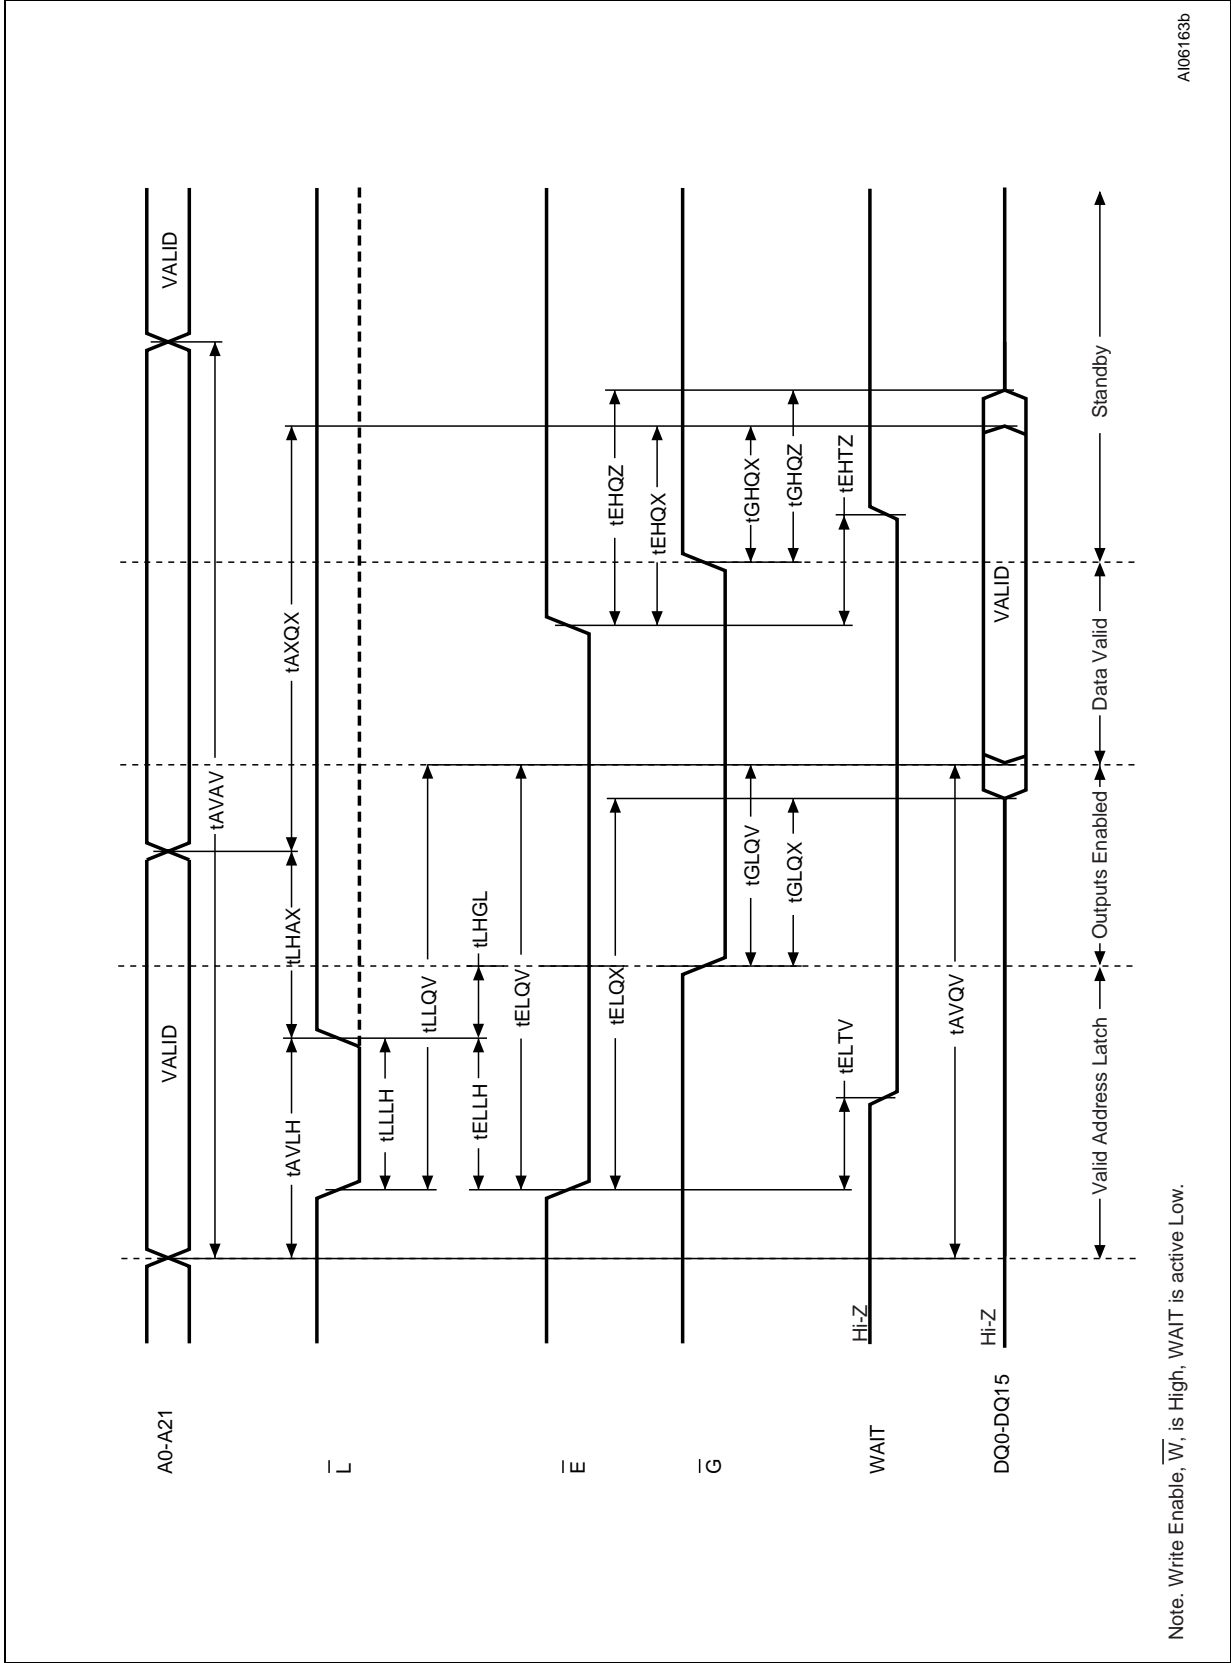 A0-A21
VALID
VALID
tAVAV
tAVLH
tLHAX
tAXQX
L
tLLLH
tLLQV
tELLH
tLHGL
tELQV
E
tELQX
tEHQZ
tEHQX
G
tGLQV
tGHQX
tGLQX
tGHQZ
tELTV
tEHTZ
WAIT
Hi-Z
tAVQV
DQ0-DQ15
Hi-Z
VALID
Valid Address Latch
Outputs Enabled
Data Valid
Standby
Note. Write Enable, W, is High, WAIT is active Low.
AI06163b